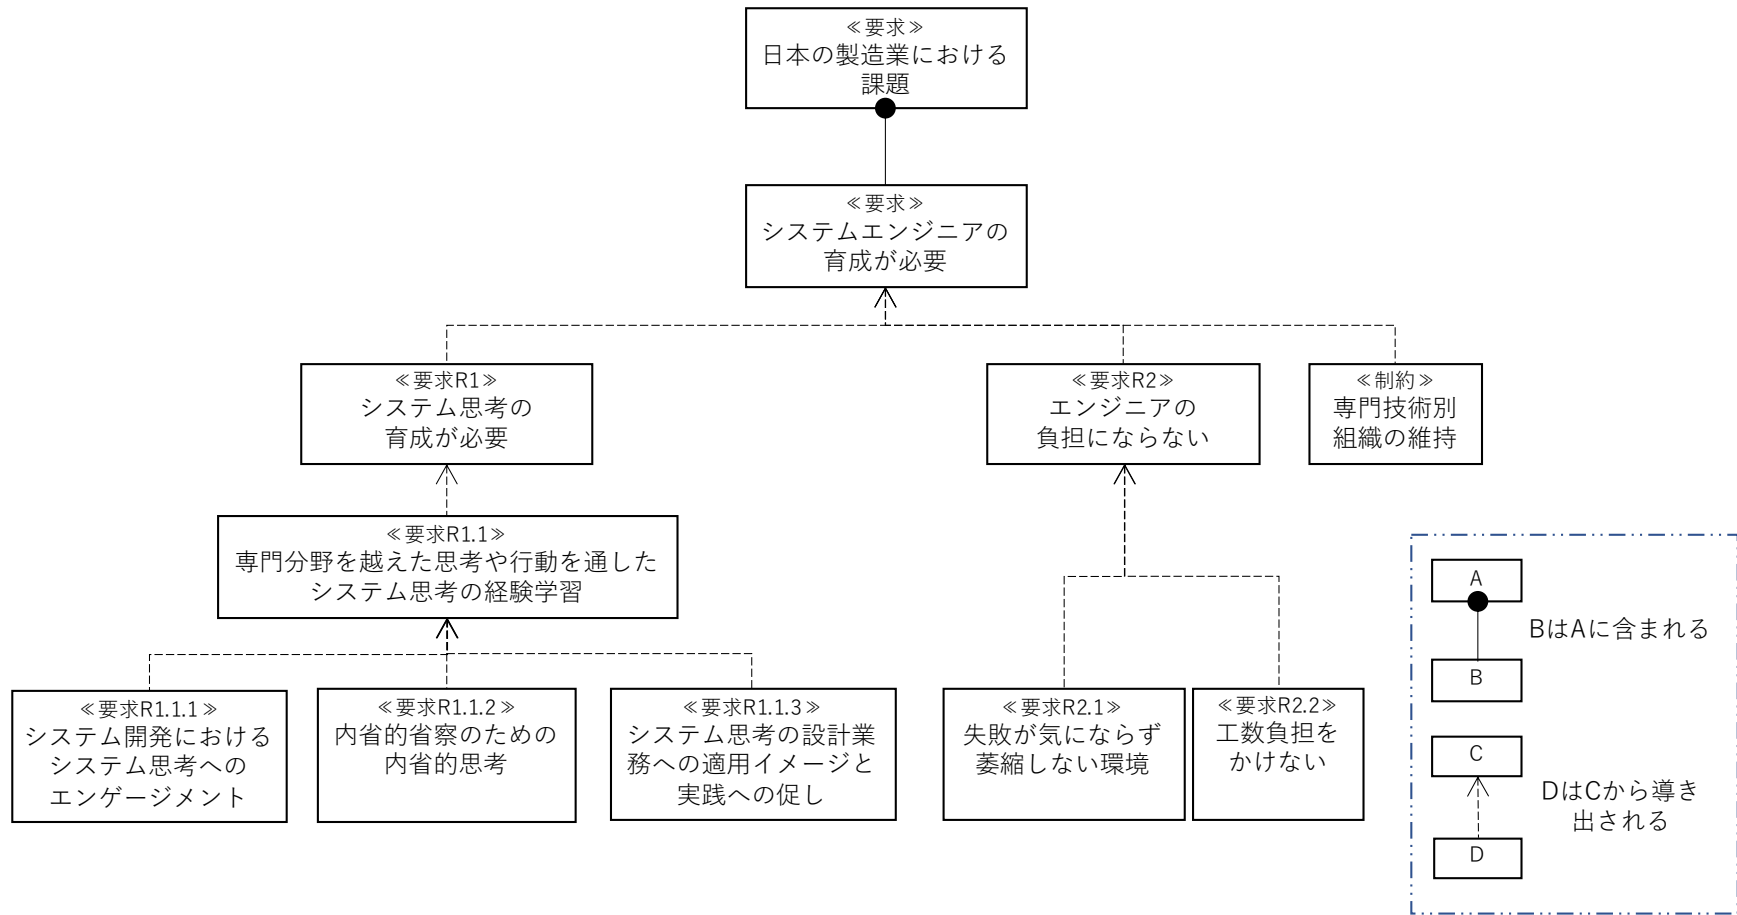 ≪要求≫
日本の製造業における
課題
≪要求≫
システムエンジニアの
育成が必要
≪要求R1≫
システム思考の
育成が必要
≪要求R2≫
エンジニアの
負担にならない
≪制約≫
専門技術別
組織の維持
≪要求R1.1≫
専門分野を越えた思考や行動を通した
システム思考の経験学習
≪要求R1.1.1≫
システム開発における
システム思考への
エンゲージメント
≪要求R1.1.2≫
内省的省察のための
内省的思考
≪要求R1.1.3≫
システム思考の設計業
務への適用イメージと
実践への促し
≪要求R2.1≫
失敗が気にならず
萎縮しない環境
≪要求R2.2≫
工数負担を
かけない
A
BはAに含まれる
B
C
DはCから導き
出される
D